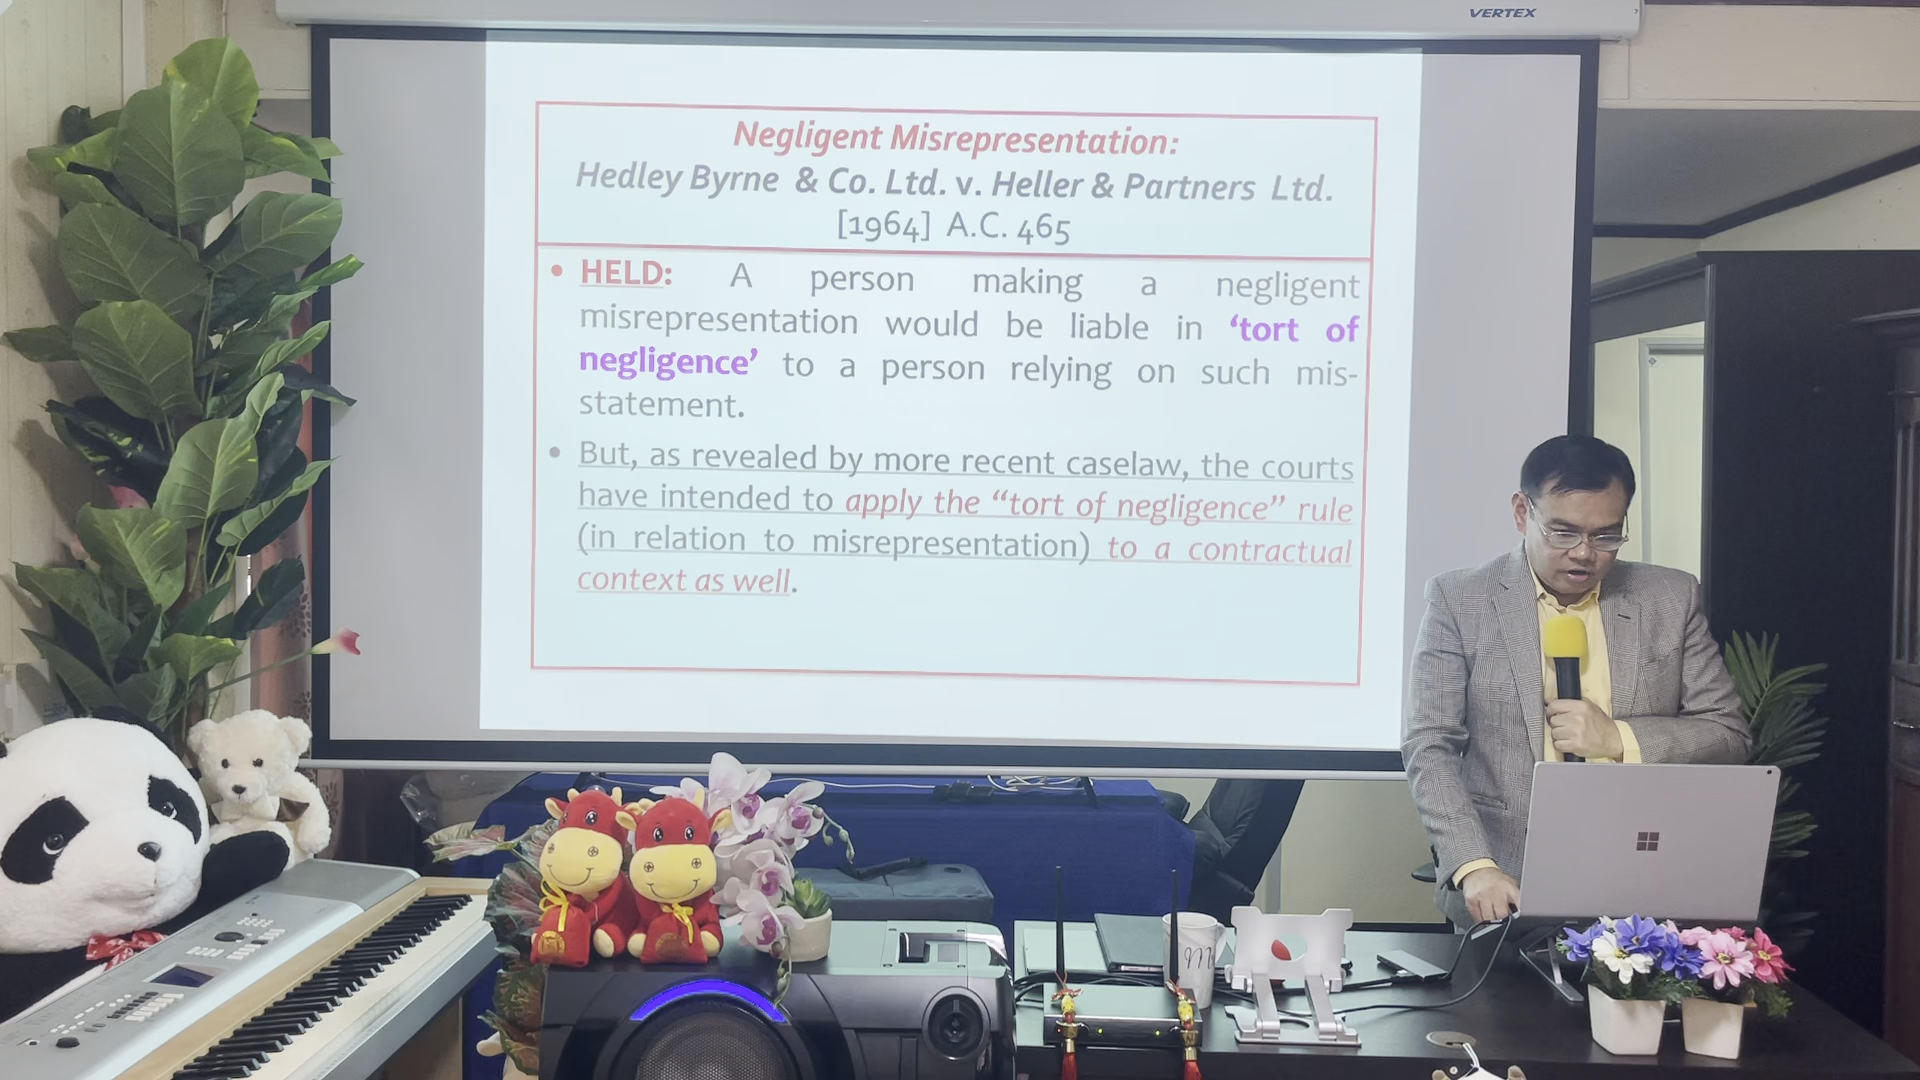 VERTEX
Negligent Misrepresentation:
Hedley Byrne & Co. Ltd. v. Heller & Partners Ltd.
[1964] A.C. 465
• HELD: A person making a negligent
misrepresentation would be liable in ‘tort of
negligence’ to a person relying on such mis-
statement.
• But, as revealed by more recent caselaw, the courts
have intended to apply the “tort of negligence” rule
(in relation to misrepresentation) to a contractual
context as well.